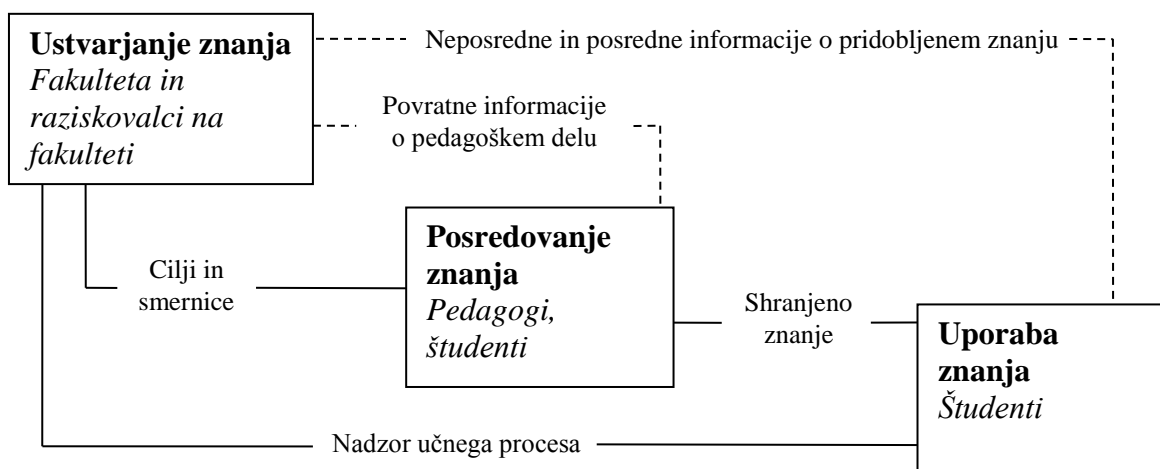 Ustvarjanje znanja
Fakulteta in
raziskovalci na
fakulteti
Neposredne in posredne informacije o pridobljenem znanju
Povratne informacije
o pedagoškem delu
Posredovanje
znanja
Pedagogi,
študenti
Cilji in
smernice
Shranjeno
znanje
Uporaba
znanja
Študenti
Nadzor učnega procesa